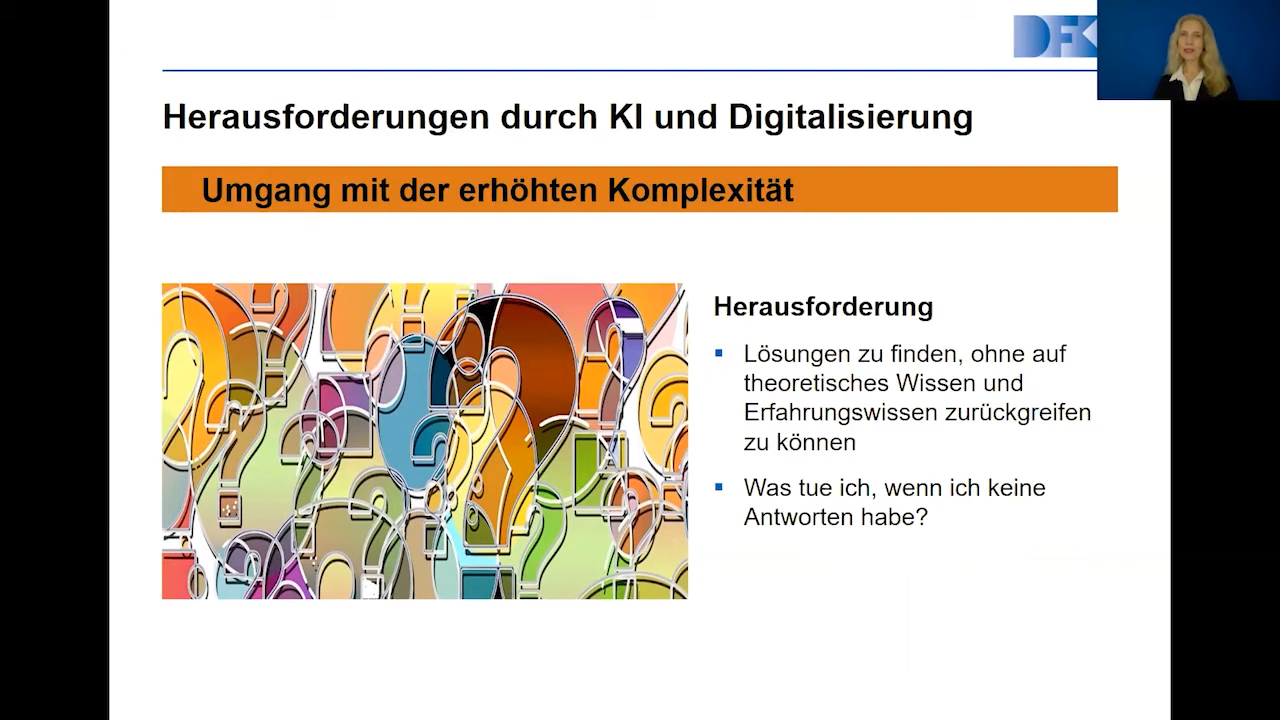 DFK
Herausforderungen durch KI und Digitalisierung
Umgang mit der erhöhten Komplexität
Herausforderung
Lösungen zu finden, ohne auf
theoretisches Wissen und
Erfahrungswissen zurückgreifen
zu können
Was tue ich, wenn ich keine
Antworten habe?